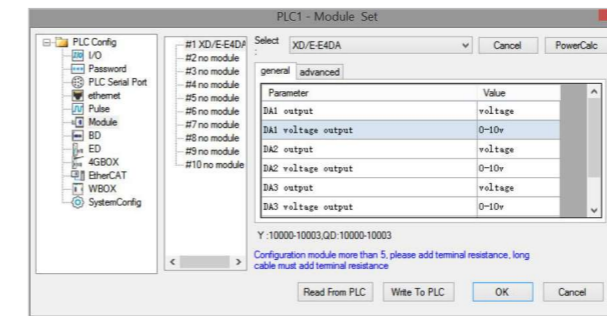 PLC1 - Module Set
PLC Config
I/O
Password
PLC Serial Port
ethernet
Pulse
Module
BD
ED
4GBOX
EtherCAT
WBOX
SystemConfig
#1 XD/E-E4DA
#2 no module
#3 no module
#4 no module
#5 no module
#6 no module
#7 no module
#8 no module
#9 no module
#10 no module
Select
:
XD/E-E4DA
Cancel
PowerCalc
general advanced
Parameter Value
DA1 output voltage
DA1 voltage output 0-10v
DA2 output voltage
DA2 voltage output 0-10v
DA3 output voltage
DA3 voltage output 0-10v
Y :10000-10003,QD:10000-10003
Configuration module more than 5, please add terminal resistance, long
cable must add terminal resistance
Read From PLC Write To PLC OK Cancel